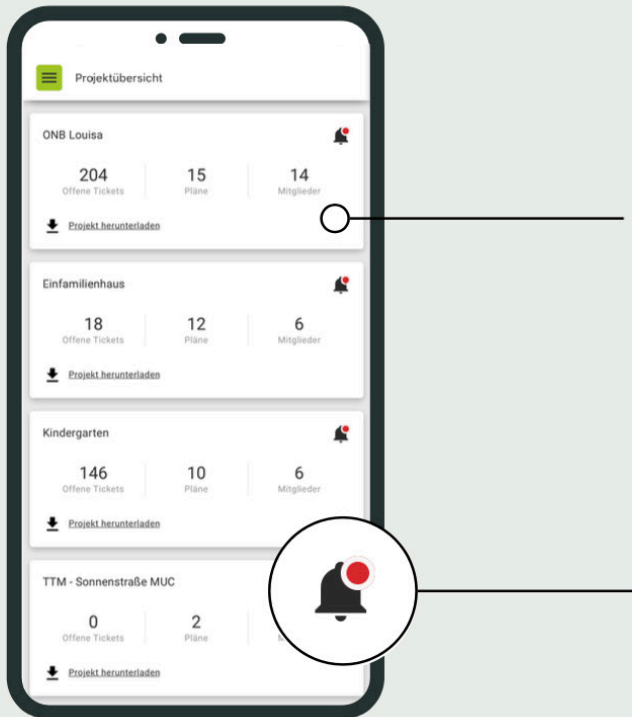 Projektübersicht
ONB Louisa
204 15 14
Offene Tickets Pläne Mitglieder
Projekt herunterladen
Einfamilienhaus
18 12 6
Offene Tickets Pläne Mitglieder
Projekt herunterladen
Kindergarten
146 10 6
Offene Tickets Pläne Mitglieder
Projekt herunterladen
TTM - Sonnenstraße MUC
0 2
Offene Tickets Pläne
Projekt herunterladen